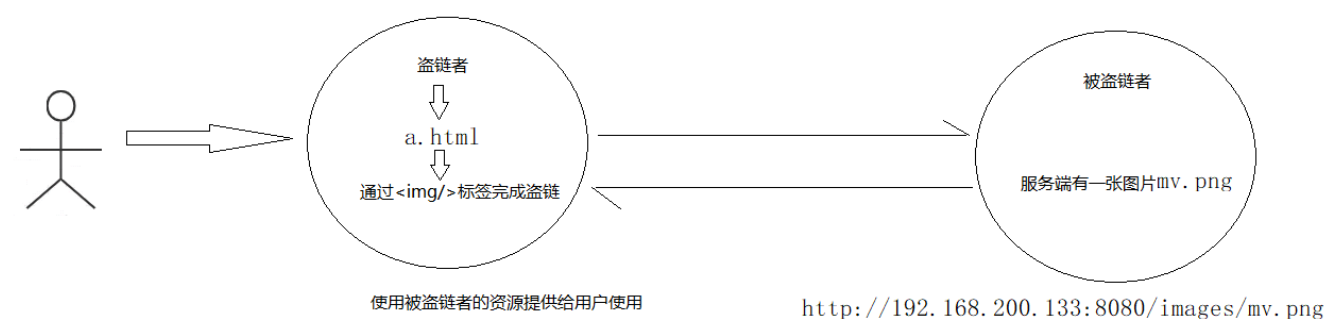 盗链者
a.html
通过<img/>标签完成盗链
使用被盗链者的资源提供给用户使用
被盗链者
服务端有一张图片mv.png
http://192.168.200.133:8080/images/mv.png